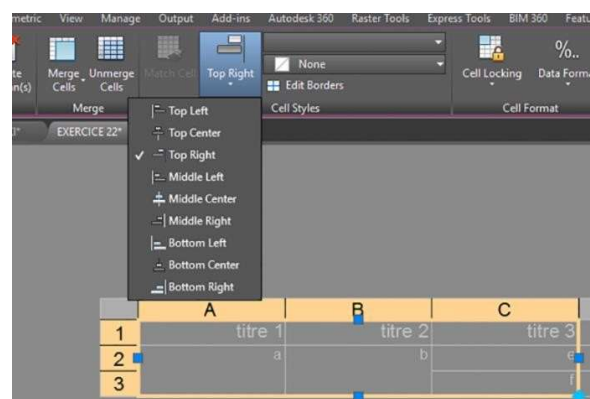 metric View Manage Output Add-ins Autodesk 360 Raster Tools Express Tools BIM 360 Featu
Merge Cells
Unmerge Cells
Match Cell
Top Right
None
Edit Borders
Cell Locking
%..
Data Form
Merge
Cell Styles
Cell Format
EXERCICE 22*
Top Left
Top Center
✓ Top Right
Middle Left
Middle Center
Middle Right
Bottom Left
Bottom Center
Bottom Right
A B C
1 titre 1 titre 2 titre 3
2 a b e
3 f